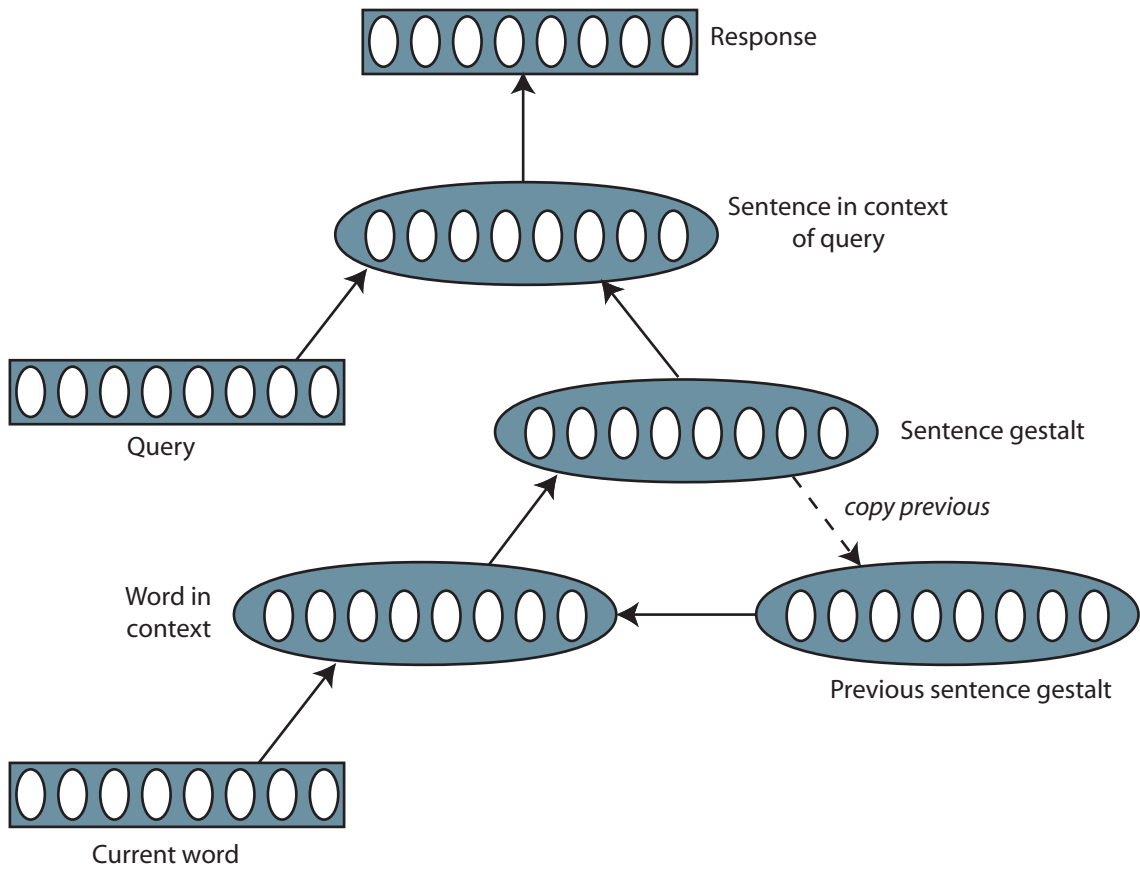 Response
Sentence in context
of query
Query
Sentence gestalt
copy previous
Word in
context
Previous sentence gestalt
Current word